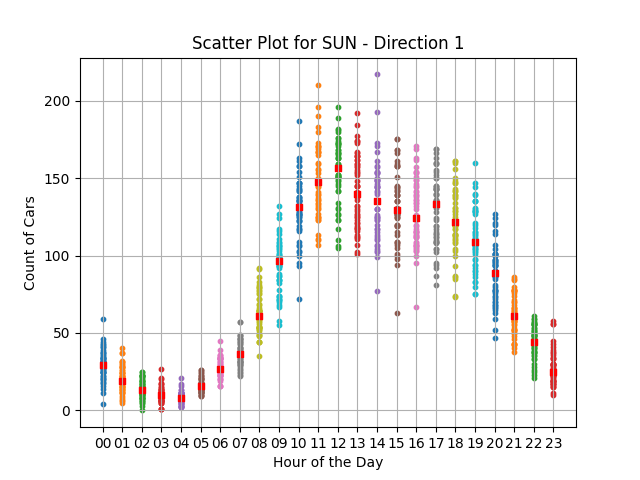 Scatter Plot for SUN - Direction 1
Count of Cars
200
150
100
50
0
00 01 02 03 04 05 06 07 08 09 10 11 12 13 14 15 16 17 18 19 20 21 22 23
Hour of the Day